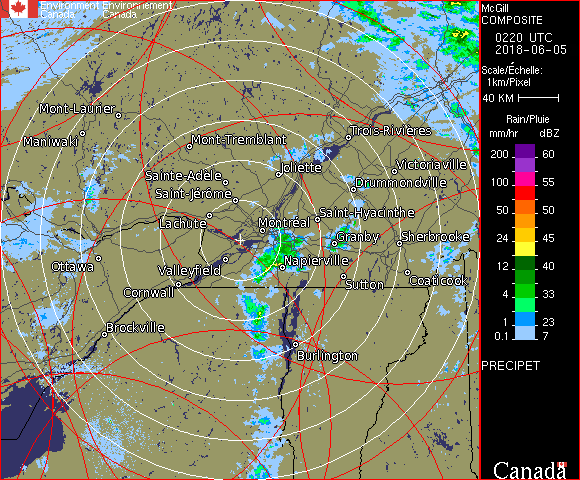 Environment Environnement
Canada Canada
Mont-Laurier
Maniwaki
Mont-Tremblant
Trois-Rivières
Joliette
Victoriaville
Sainte-Adèle
Drummondville
Saint-Jérôme
Lachute
Saint-Hyacinthe
Montréal
Granby
Sherbrooke
Ottawa
Valleyfield
Napierville
Cornwall
Sutton
Coaticook
Brockville
Burlington
McGill
COMPOSITE
0220 UTC
2018-06-05
Scale/Échelle:
1km/Pixel
40 KM
Rain/Pluie
mm/hr dBZ
200 60
100 55
50 50
24 45
12 40
4 33
1 23
0.1 7
PRECIPET
Canada